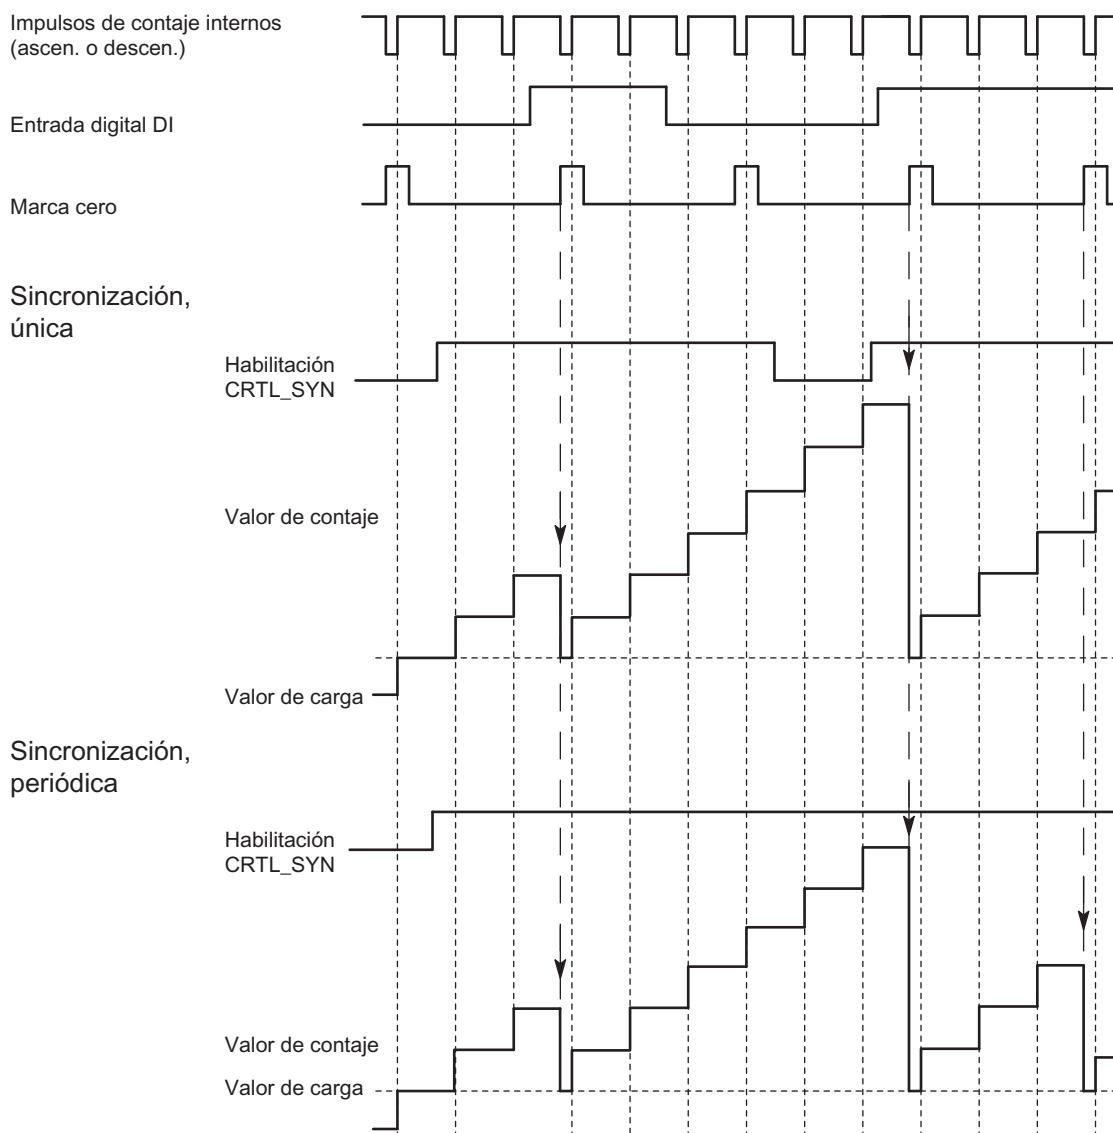 Impulsos de contaje internos
(ascen. o descen.)
Entrada digital DI
Marca cero
Sincronización,
única
Habilitación
CRTL_SYN
Valor de contaje
Valor de carga
Sincronización,
periódica
Habilitación
CRTL_SYN
Valor de contaje
Valor de carga